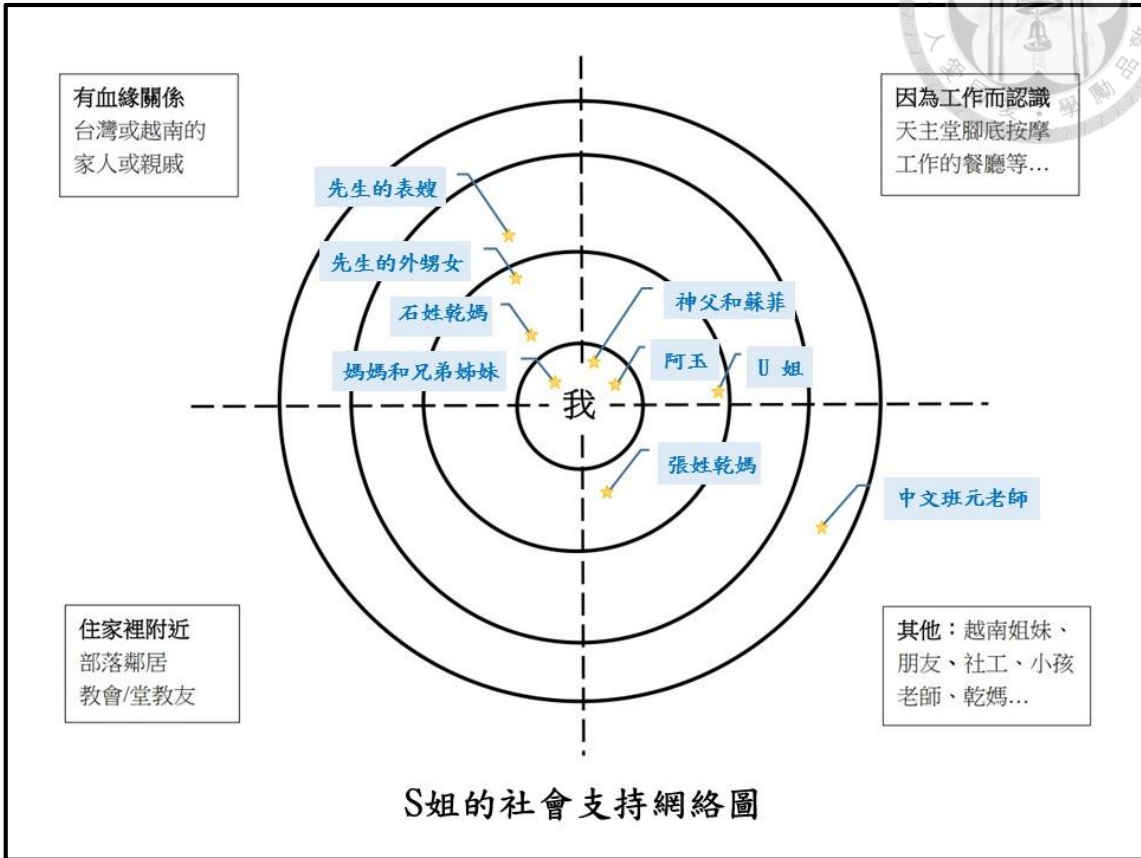 有血緣關係
台灣或越南的
家人或親戚
因為工作而認識
天主堂腳底按摩
工作的餐廳等…
先生的表嫂
先生的外甥女
石姓乾媽
神父和蘇菲
媽媽和兄弟姊妹
阿玉
U 姐
我
張姓乾媽
中文班元老師
住家裡附近
部落鄰居
教會/堂教友
其他：越南姐妹、
朋友、社工、小孩
老師、乾媽…
S姐的社會支持網絡圖